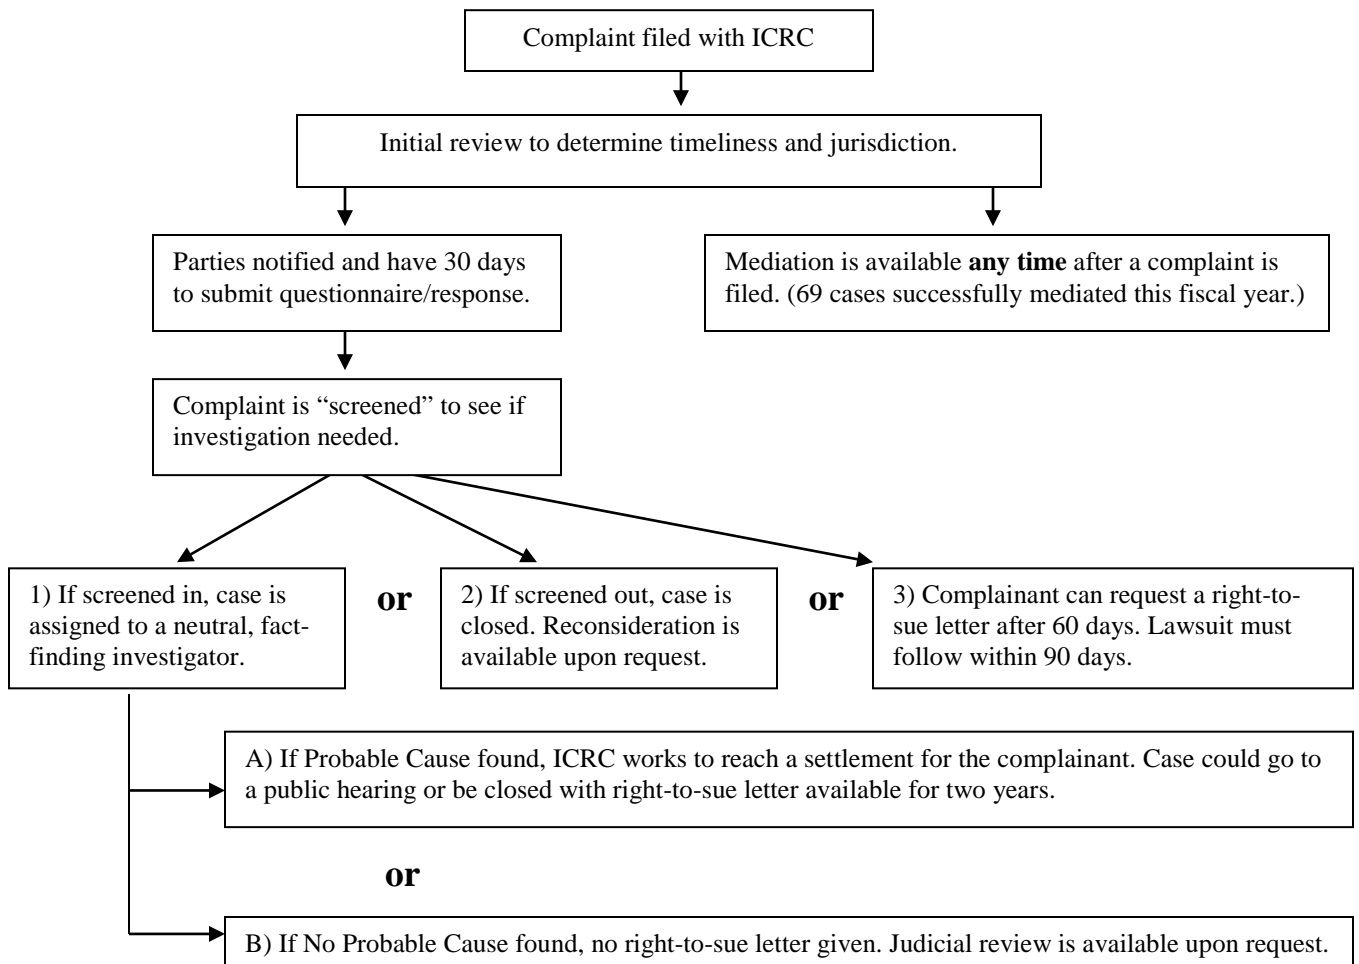 Complaint filed with ICRC
Initial review to determine timeliness and jurisdiction.
Parties notified and have 30 days
to submit questionnaire/response.
Mediation is available any time after a complaint is
filed. (69 cases successfully mediated this fiscal year.)
Complaint is “screened” to see if
investigation needed.
1) If screened in, case is
assigned to a neutral, fact-
finding investigator.
or
2) If screened out, case is
closed. Reconsideration is
available upon request.
or
3) Complainant can request a right-to-
sue letter after 60 days. Lawsuit must
follow within 90 days.
A) If Probable Cause found, ICRC works to reach a settlement for the complainant. Case could go to
a public hearing or be closed with right-to-sue letter available for two years.
or
B) If No Probable Cause found, no right-to-sue letter given. Judicial review is available upon request.